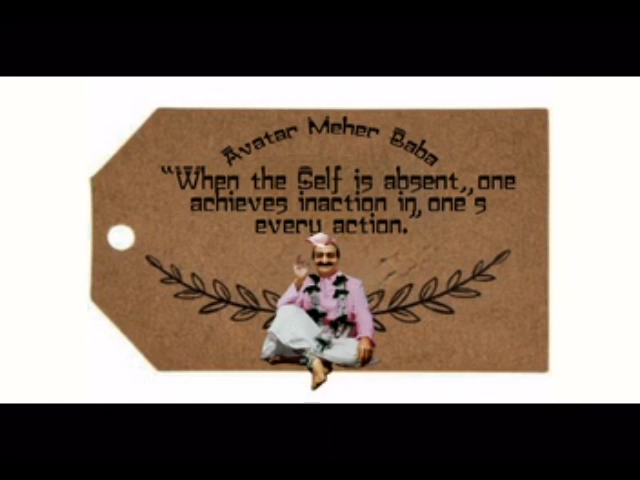 Avatar Meher Baba
“When the Self is absent,, one
achieves inaction in, one's
every action.